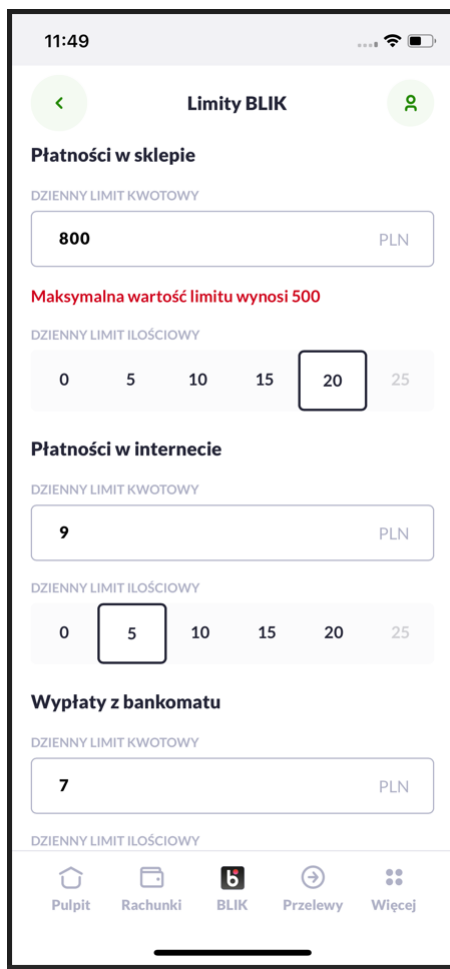 11:49
Limity BLIK
Płatności w sklepie
DZIENNY LIMIT KWOTOWY
800 PLN
Maksymalna wartość limitu wynosi 500
DZIENNY LIMIT ILOŚCIOWY
0 5 10 15 20 25
Płatności w internecie
DZIENNY LIMIT KWOTOWY
9 PLN
DZIENNY LIMIT ILOŚCIOWY
0 5 10 15 20 25
Wypłaty z bankomatu
DZIENNY LIMIT KWOTOWY
7 PLN
DZIENNY LIMIT ILOŚCIOWY
Pulpit Rachunki BLIK Przelewy Więcej